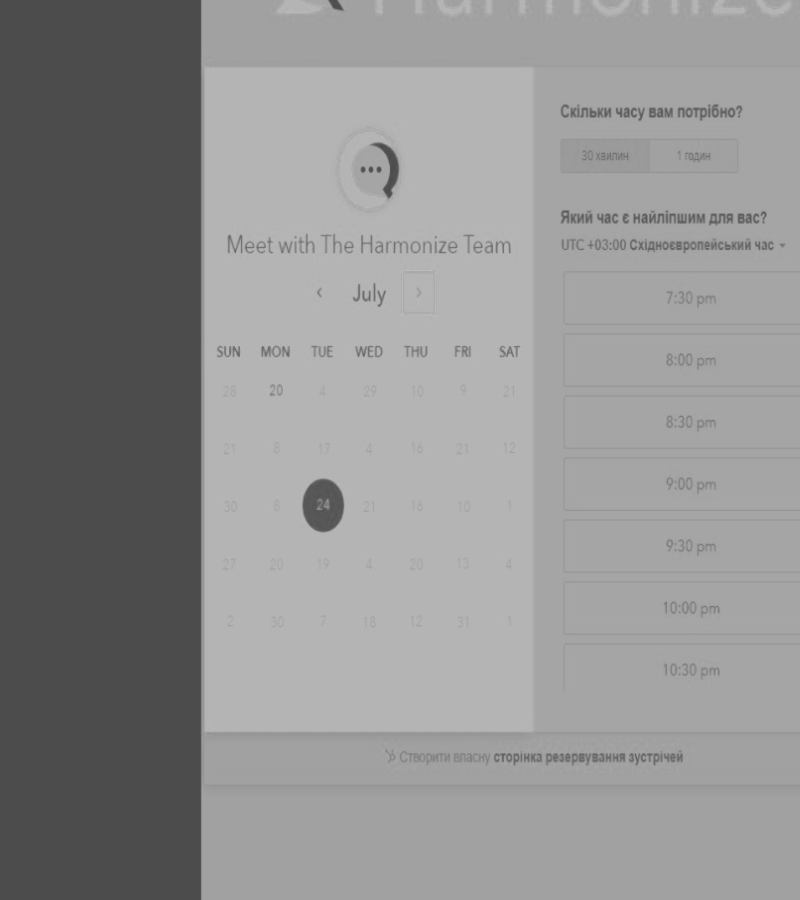 Harmonize
Meet with The Harmonize Team
July
SUN MON TUE WED THU FRI SAT
28 20 4 29 10 9 21
21 8 17 4 16 21 12
30 8 24 21 16 10 1
27 20 19 4 20 13 4
2 30 7 18 12 31 1
Скільки часу вам потрібно?
30 хвилин 1 годин
Який час є найліпшим для вас?
UTC +03:00 Східноєвропейський час
7:30 pm
8:00 pm
8:30 pm
9:00 pm
9:30 pm
10:00 pm
10:30 pm
Створити власну сторінка резервування зустрічей